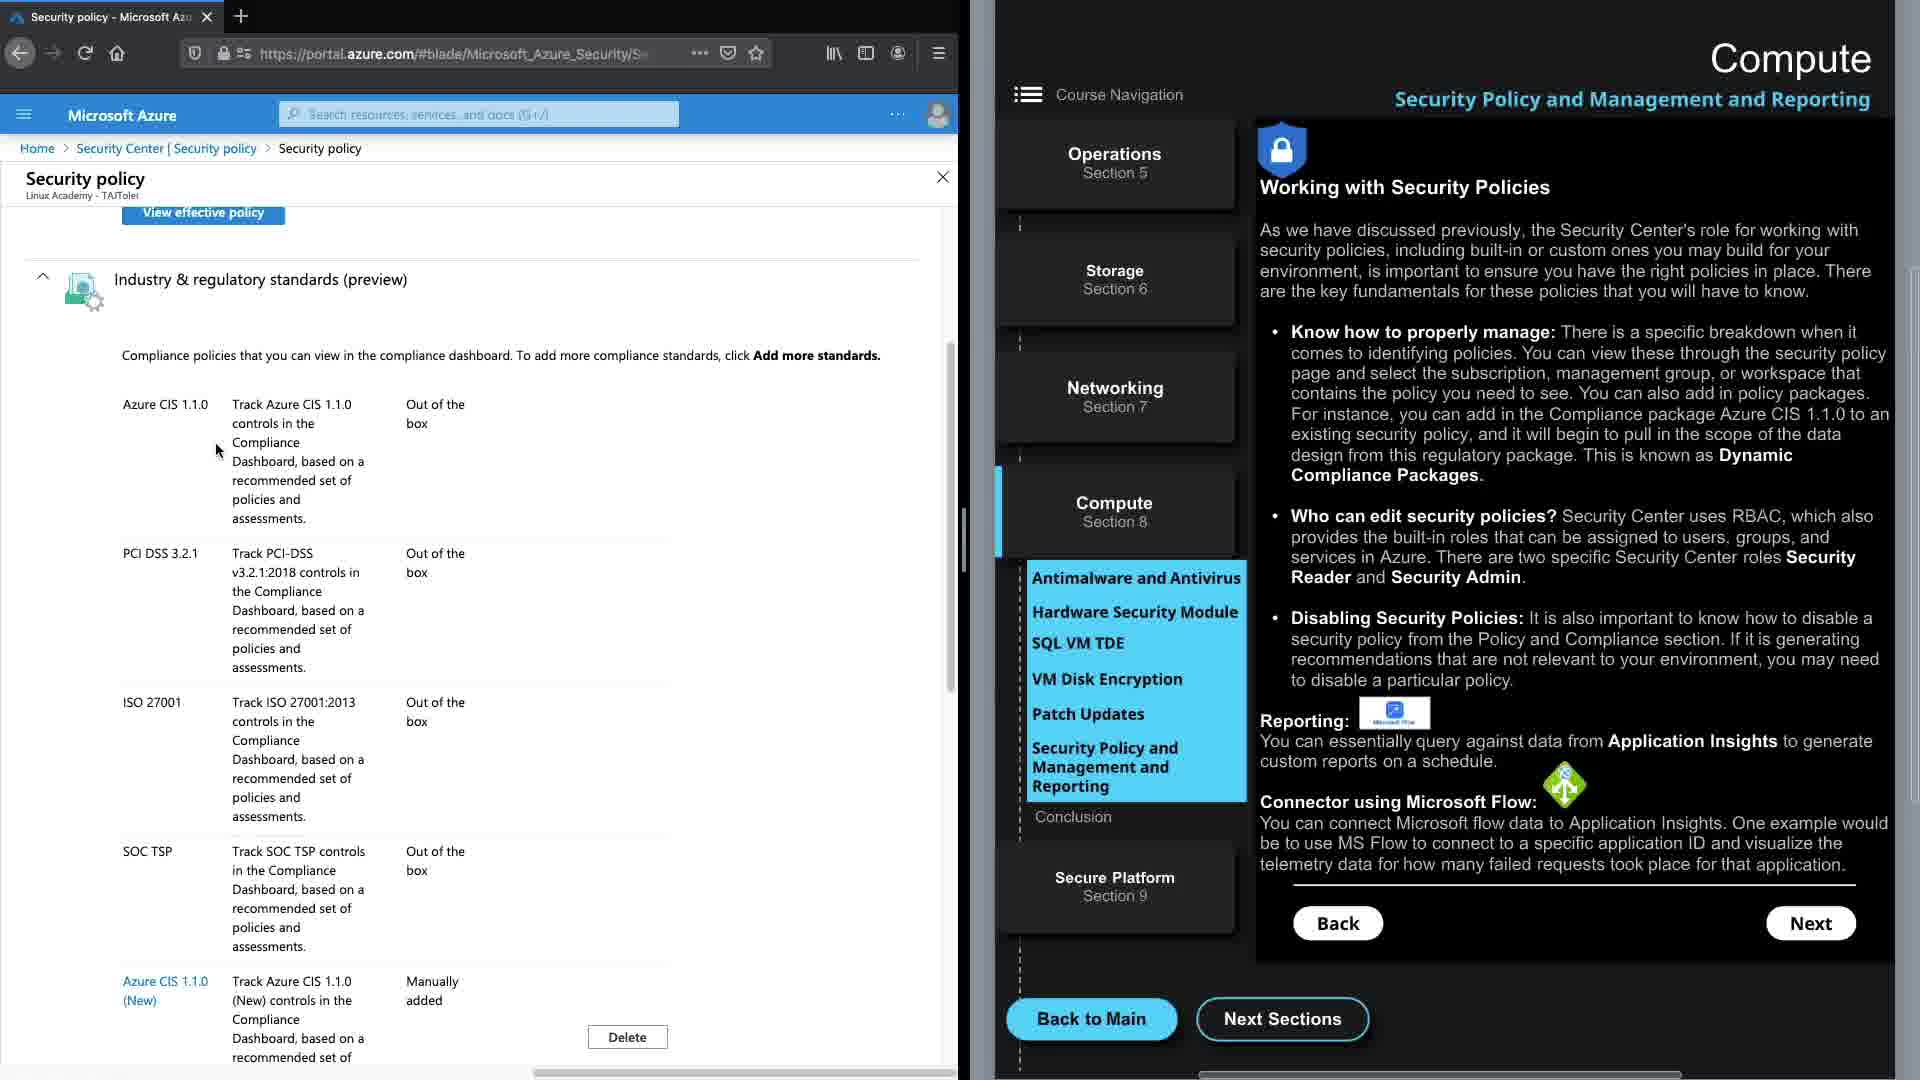 Security policy - Microsoft Azu
https://portal.azure.com/#blade/Microsoft_Azure_Security/Se
Microsoft Azure
Search resources, services, and docs (G+/)
Home > Security Center | Security policy > Security policy
Security policy
Linux Academy - TAJToler
View effective policy
Industry & regulatory standards (preview)
Compliance policies that you can view in the compliance dashboard. To add more compliance standards, click Add more standards.
Azure CIS 1.1.0
Track Azure CIS 1.1.0
controls in the
Compliance
Dashboard, based on a
recommended set of
policies and
assessments.
Out of the
box
PCI DSS 3.2.1
Track PCI-DSS
v3.2.1:2018 controls in
the Compliance
Dashboard, based on a
recommended set of
policies and
assessments.
Out of the
box
ISO 27001
Track ISO 27001:2013
controls in the
Compliance
Dashboard, based on a
recommended set of
policies and
assessments.
Out of the
box
SOC TSP
Track SOC TSP controls
in the Compliance
Dashboard, based on a
recommended set of
policies and
assessments.
Out of the
box
Azure CIS 1.1.0
(New)
Track Azure CIS 1.1.0
(New) controls in the
Compliance
Dashboard, based on a
recommended set of
Manually
added
Delete
Compute
Course Navigation
Security Policy and Management and Reporting
Operations
Section 5
Storage
Section 6
Networking
Section 7
Compute
Section 8
Antimalware and Antivirus
Hardware Security Module
SQL VM TDE
VM Disk Encryption
Patch Updates
Security Policy and
Management and
Reporting
Conclusion
Secure Platform
Section 9
Back to Main
Next Sections
Working with Security Policies
As we have discussed previously, the Security Center's role for working with
security policies, including built-in or custom ones you may build for your
environment, is important to ensure you have the right policies in place. There
are the key fundamentals for these policies that you will have to know.
• Know how to properly manage: There is a specific breakdown when it
comes to identifying policies. You can view these through the security policy
page and select the subscription, management group, or workspace that
contains the policy you need to see. You can also add in policy packages.
For instance, you can add in the Compliance package Azure CIS 1.1.0 to an
existing security policy, and it will begin to pull in the scope of the data
design from this regulatory package. This is known as Dynamic
Compliance Packages.
• Who can edit security policies? Security Center uses RBAC, which also
provides the built-in roles that can be assigned to users. groups, and
services in Azure. There are two specific Security Center roles Security
Reader and Security Admin.
• Disabling Security Policies: It is also important to know how to disable a
security policy from the Policy and Compliance section. If it is generating
recommendations that are not relevant to your environment, you may need
to disable a particular policy.
Reporting:
Microsoft Flow
You can essentially query against data from Application Insights to generate
custom reports on a schedule.
Connector using Microsoft Flow:
You can connect Microsoft flow data to Application Insights. One example would
be to use MS Flow to connect to a specific application ID and visualize the
telemetry data for how many failed requests took place for that application.
Back
Next